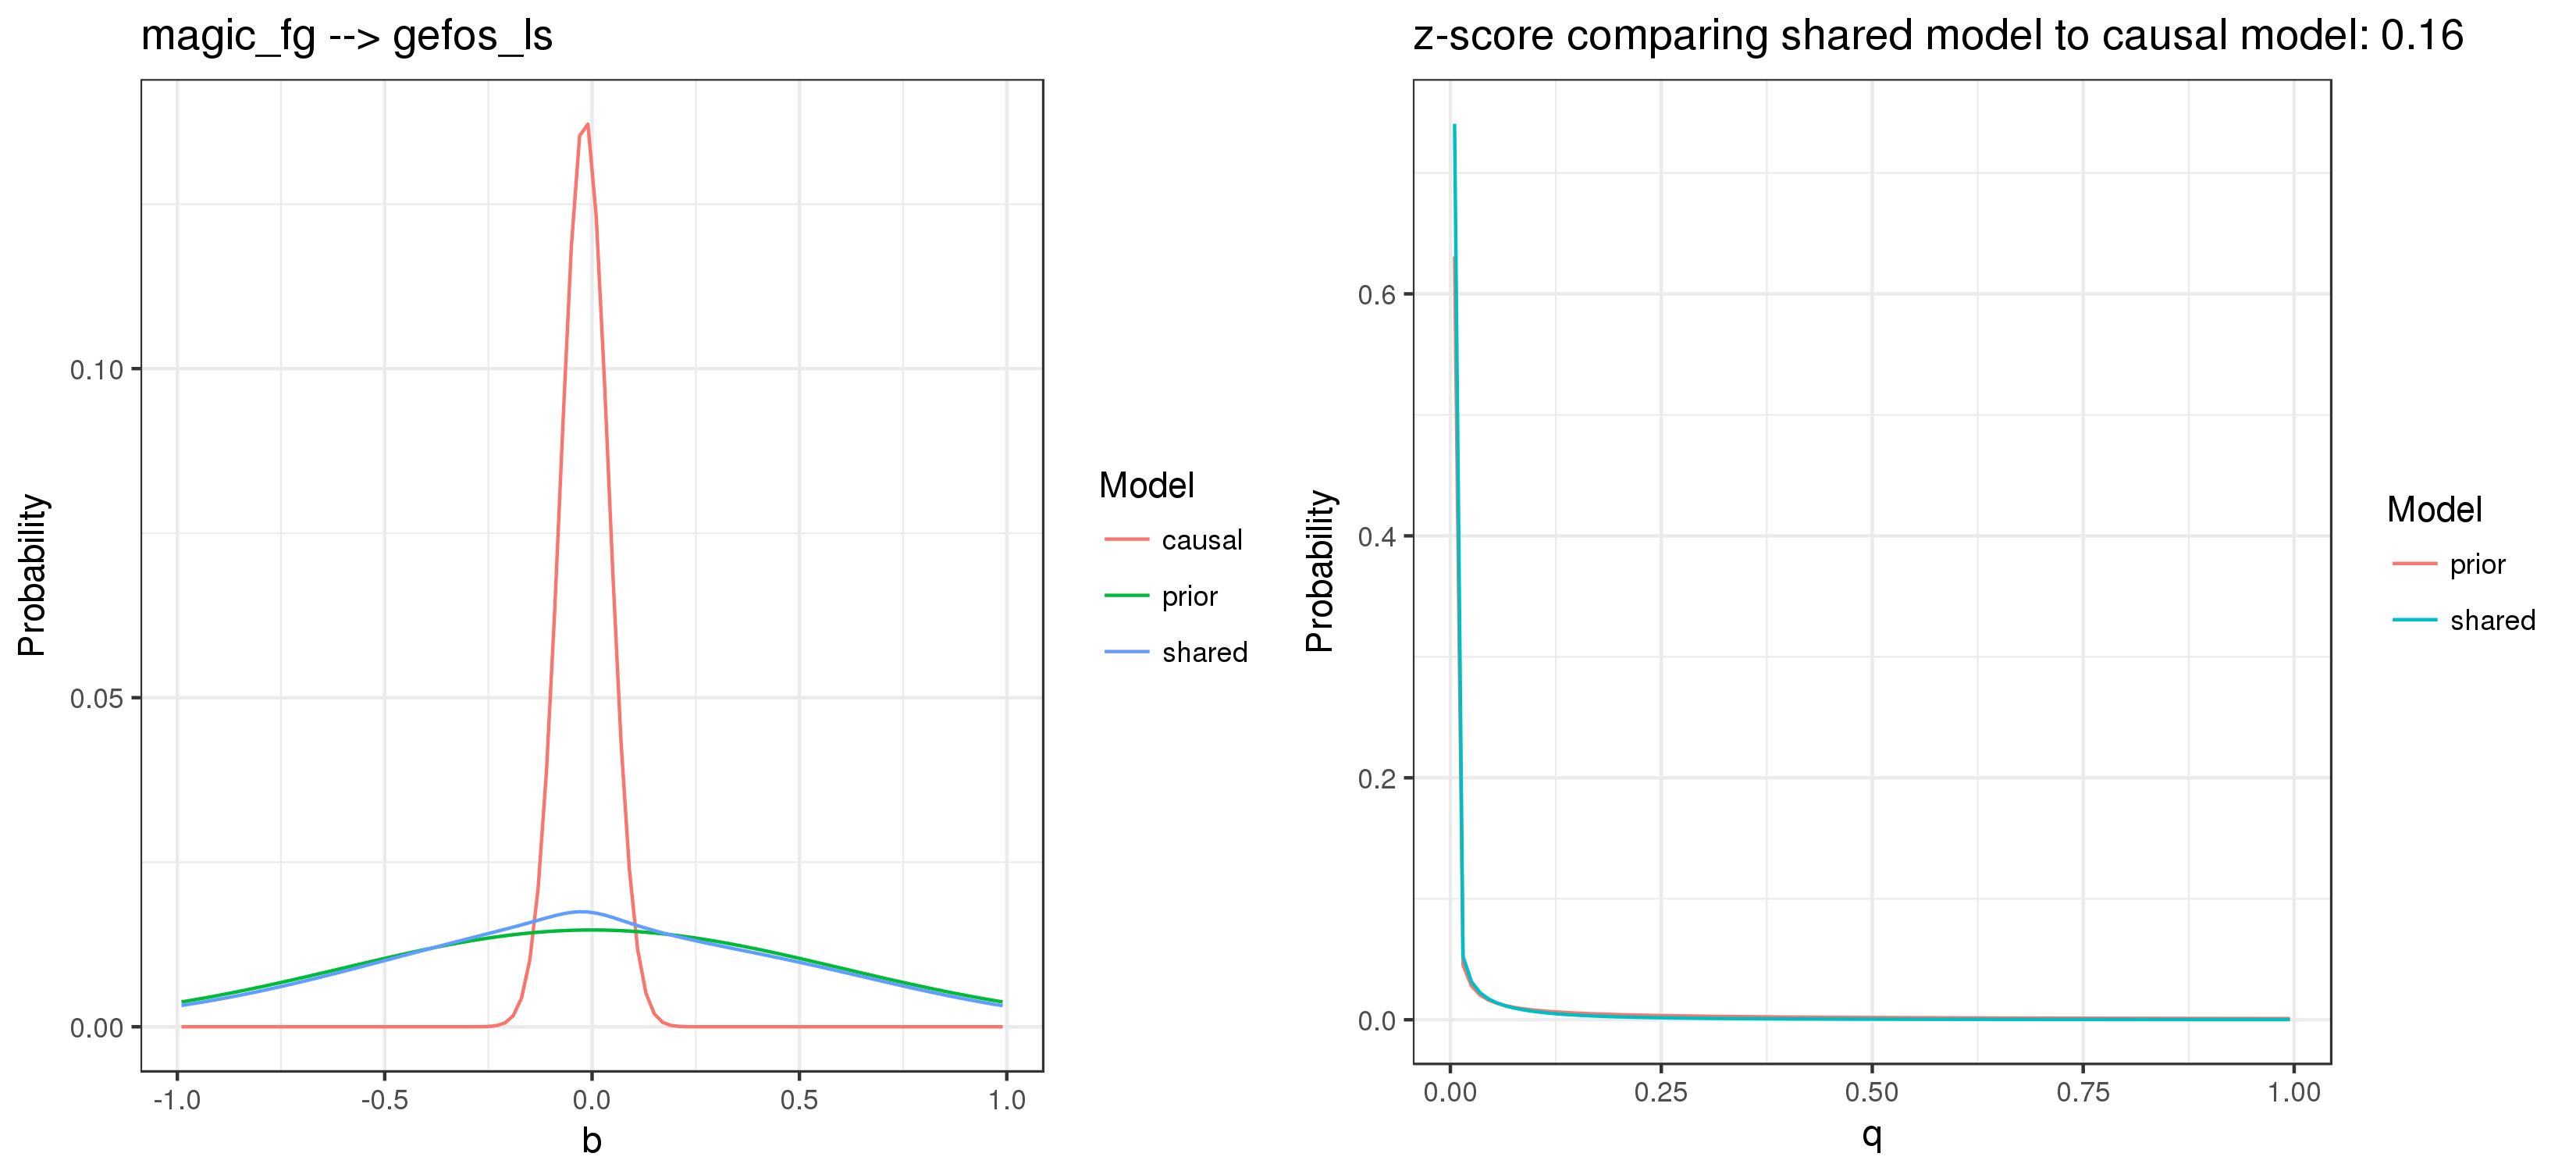 magic_fg --> gefos_ls
Probability
0.10
0.05
0.00
-1.0 -0.5 0.0 0.5 1.0
b
Model
causal
prior
shared
z-score comparing shared model to causal model: 0.16
Probability
0.6
0.4
0.2
0.0
0.00 0.25 0.50 0.75 1.00
q
Model
prior
shared